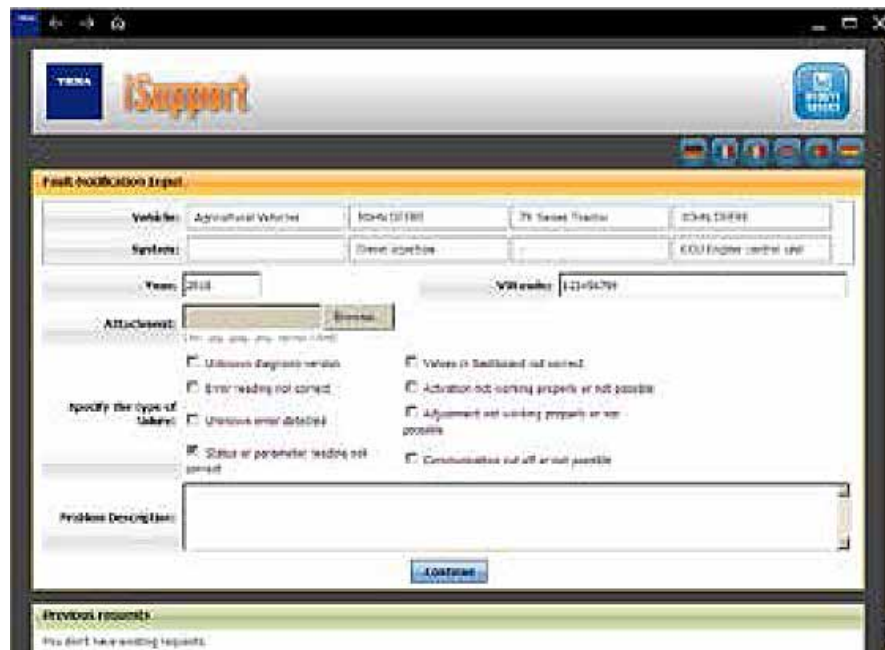 TEXA
TEXA
iSupport
Fault Notification Input
Vehicle: Agricultural Vehicles JOHN DEERE 7R Series Tractor JOHN DEERE
System: Diesel injection - ECU Engine control unit
Year: 2010 VIN code: 123456789
Attachment: Browse...
Unknown diagnosis version Values in Dashboard not correct
Error reading not correct Activation not working properly or not possible
Specify the type of failure:
Unknown error detected Adjustment not working properly or not possible
Status or parameter reading not correct Communication cut off or not possible
Problem Description:
Continue
Previous requests
You don't have existing requests.